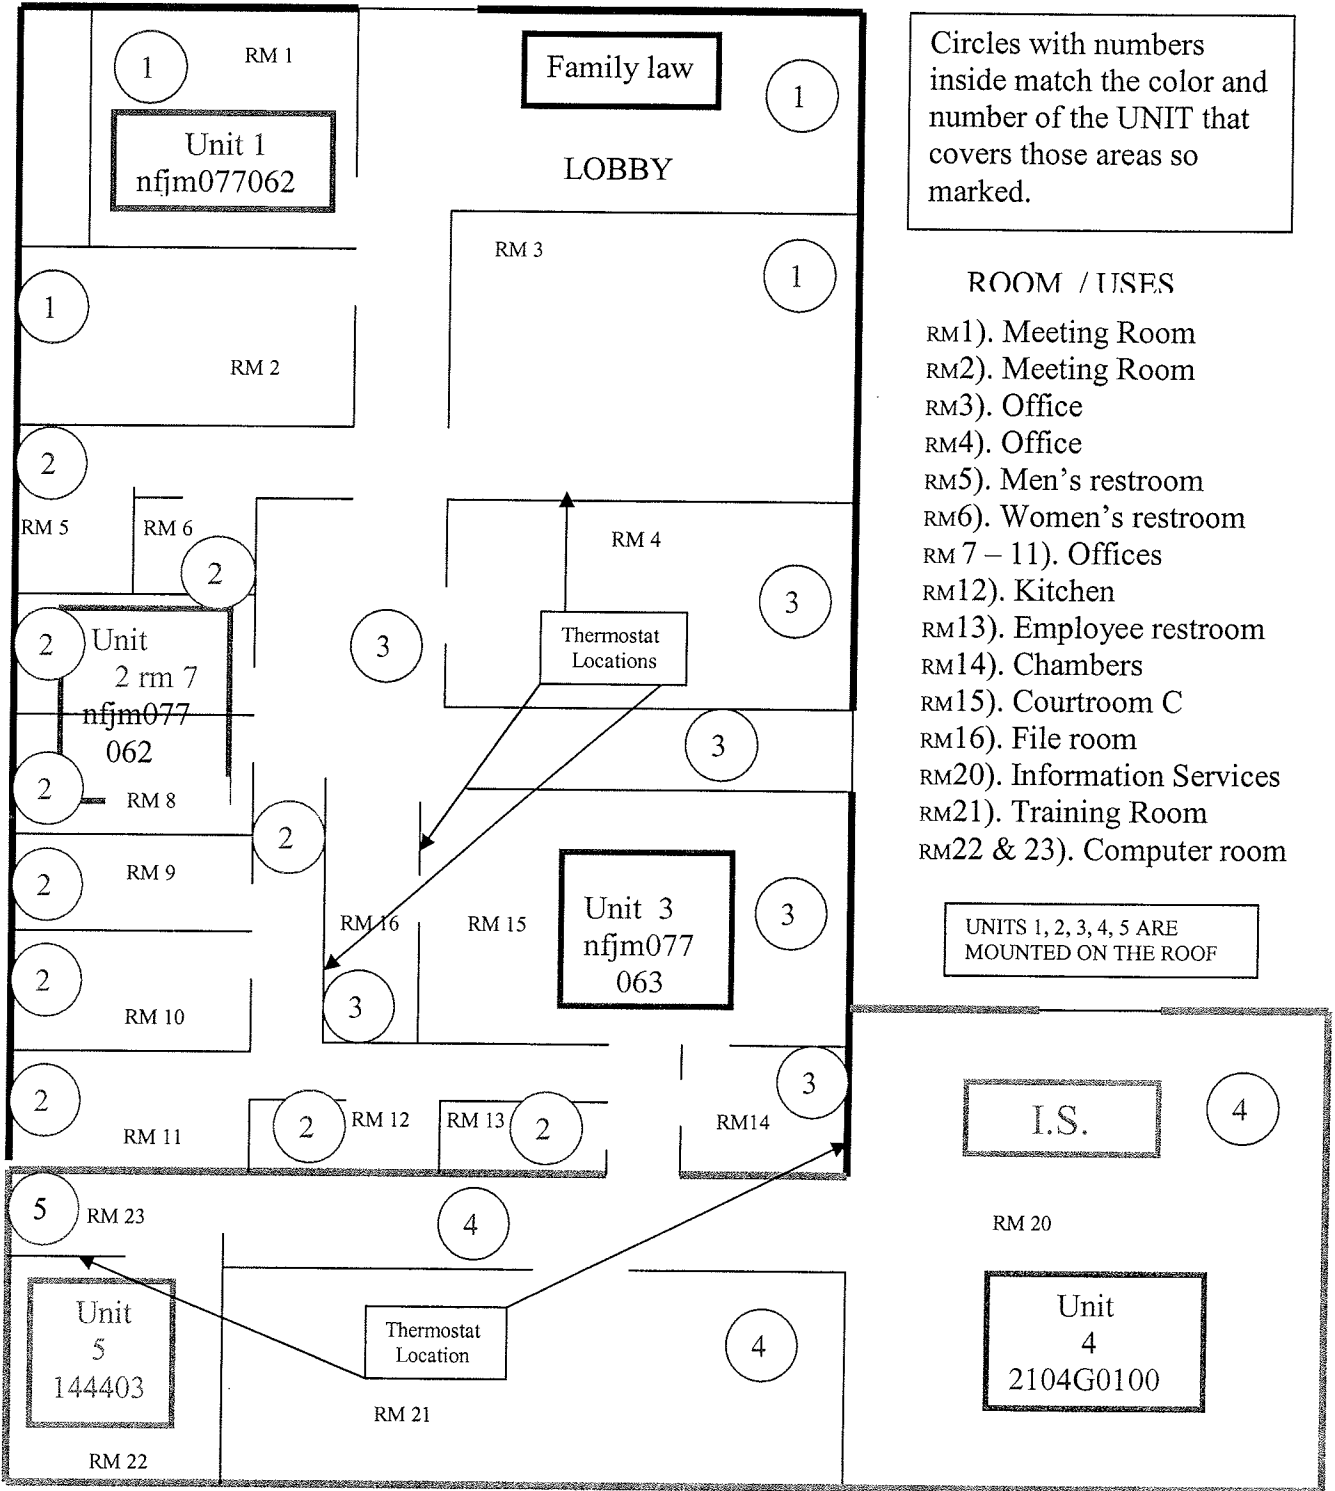 RM 1
1
Unit 1
nfjm077062
Family law
1
LOBBY
RM 3
1
1
RM 2
2
RM 5
RM 6
2
RM 4
3
Thermostat
Locations
3
2
Unit
2 rm 7
nfjm077
062
3
2
RM 8
2
RM 9
2
RM 16
RM 15
Unit 3
nfjm077
063
3
2
RM 10
3
3
2
RM 11
2
RM 12
RM 13
2
RM14
5
RM 23
4
Unit
5
144403
RM 22
Thermostat
Location
RM 21
4
I.S.
4
RM 20
Unit
4
2104G0100
Circles with numbers
inside match the color and
number of the UNIT that
covers those areas so
marked.
ROOM / USES
RM1). Meeting Room
RM2). Meeting Room
RM3). Office
RM4). Office
RM5). Men's restroom
RM6). Women's restroom
RM 7 – 11). Offices
RM12). Kitchen
RM13). Employee restroom
RM14). Chambers
RM15). Courtroom C
RM16). File room
RM20). Information Services
RM21). Training Room
RM22 & 23). Computer room
UNITS 1, 2, 3, 4, 5 ARE
MOUNTED ON THE ROOF